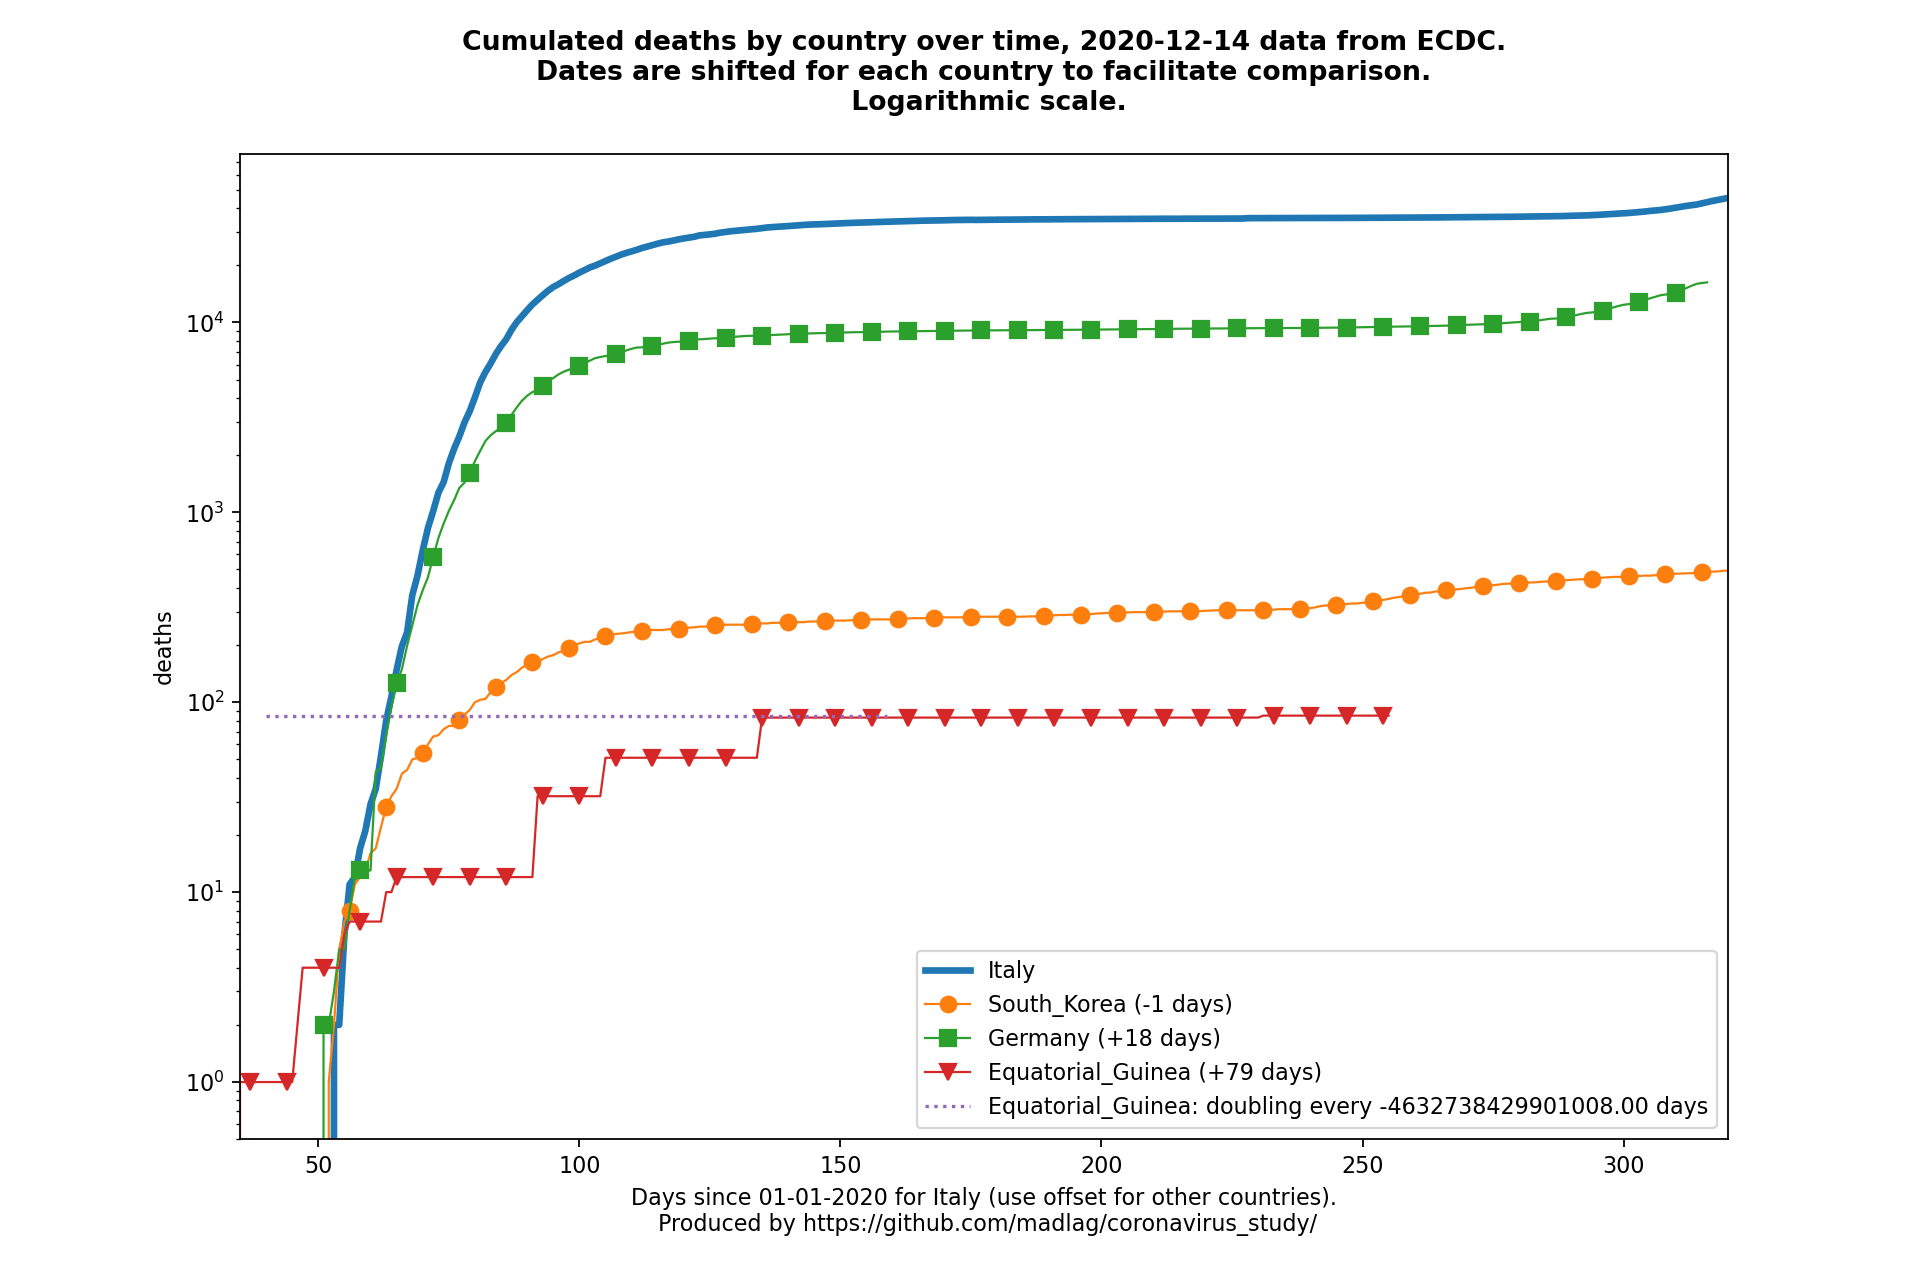 Cumulated deaths by country over time, 2020-12-14 data from ECDC.
Dates are shifted for each country to facilitate comparison.
Logarithmic scale.
deaths
10^4
10^3
10^2
10^1
10^0
Italy
South_Korea (-1 days)
Germany (+18 days)
Equatorial_Guinea (+79 days)
Equatorial_Guinea: doubling every -4632738429901008.00 days
50 100 150 200 250 300
Days since 01-01-2020 for Italy (use offset for other countries).
Produced by https://github.com/madlag/coronavirus_study/